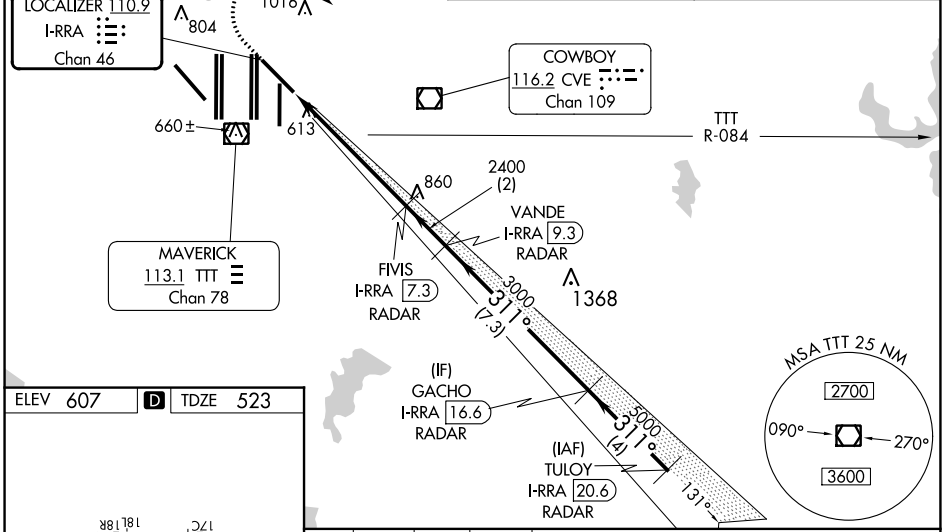 LOCALIZER 110.9
I-RRA
Chan 46
804
1018
660±
613
COWBOY
116.2 CVE
Chan 109
TTT
R-084
860
2400
(2)
VANDE
I-RRA 9.3
RADAR
MAVERICK
113.1 TTT
Chan 78
FIVIS
I-RRA 7.3
RADAR
3000
311°
(7.3)
1368
(IF)
GACHO
I-RRA 16.6
RADAR
5000
311°
(4)
(IAF)
TULOY
I-RRA 20.6
RADAR
131°
MSA TTT 25 NM
2700
090°
270°
3600
ELEV 607 D TDZE 523
18R
18L
17C